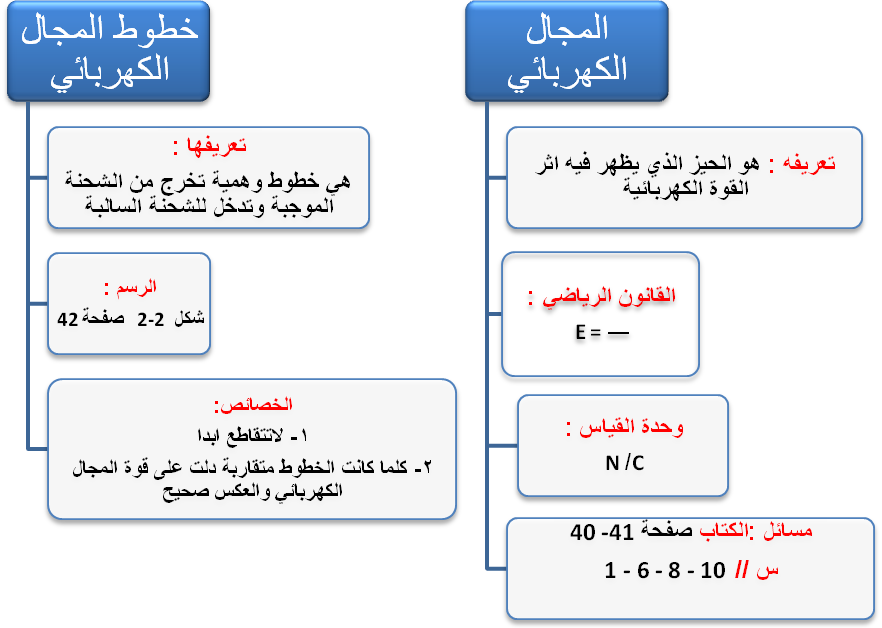 المجال
الكهربائي
تعريفه : هو الحيز الذي يظهر فيه اثر
القوة الكهربائية
القانون الرياضي :
E = —
وحدة القياس :
N /C
مسائل :الكتاب صفحة 41- 40
س // 10 - 8 - 6 - 1
خطوط المجال
الكهربائي
تعريفها :
هي خطوط وهمية تخرج من الشحنة
الموجبة وتدخل للشحنة السالبة
الرسم :
شكل 2-2 صفحة 42
الخصائص:
١- لاتتقاطع ابدا
٢- كلما كانت الخطوط متقاربة دلت على قوة المجال
الكهربائي والعكس صحيح